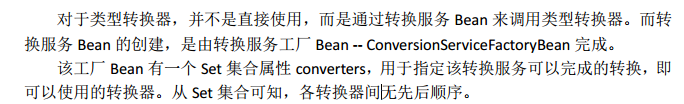 对于类型转换器，并不是直接使用，而是通过转换服务 Bean 来调用类型转换器。而转
换服务 Bean 的创建，是由转换服务工厂 Bean -- ConversionServiceFactoryBean 完成。
该工厂 Bean 有一个 Set 集合属性 converters，用于指定该转换服务可以完成的转换，即
可以使用的转换器。从 Set 集合可知，各转换器间无先后顺序。